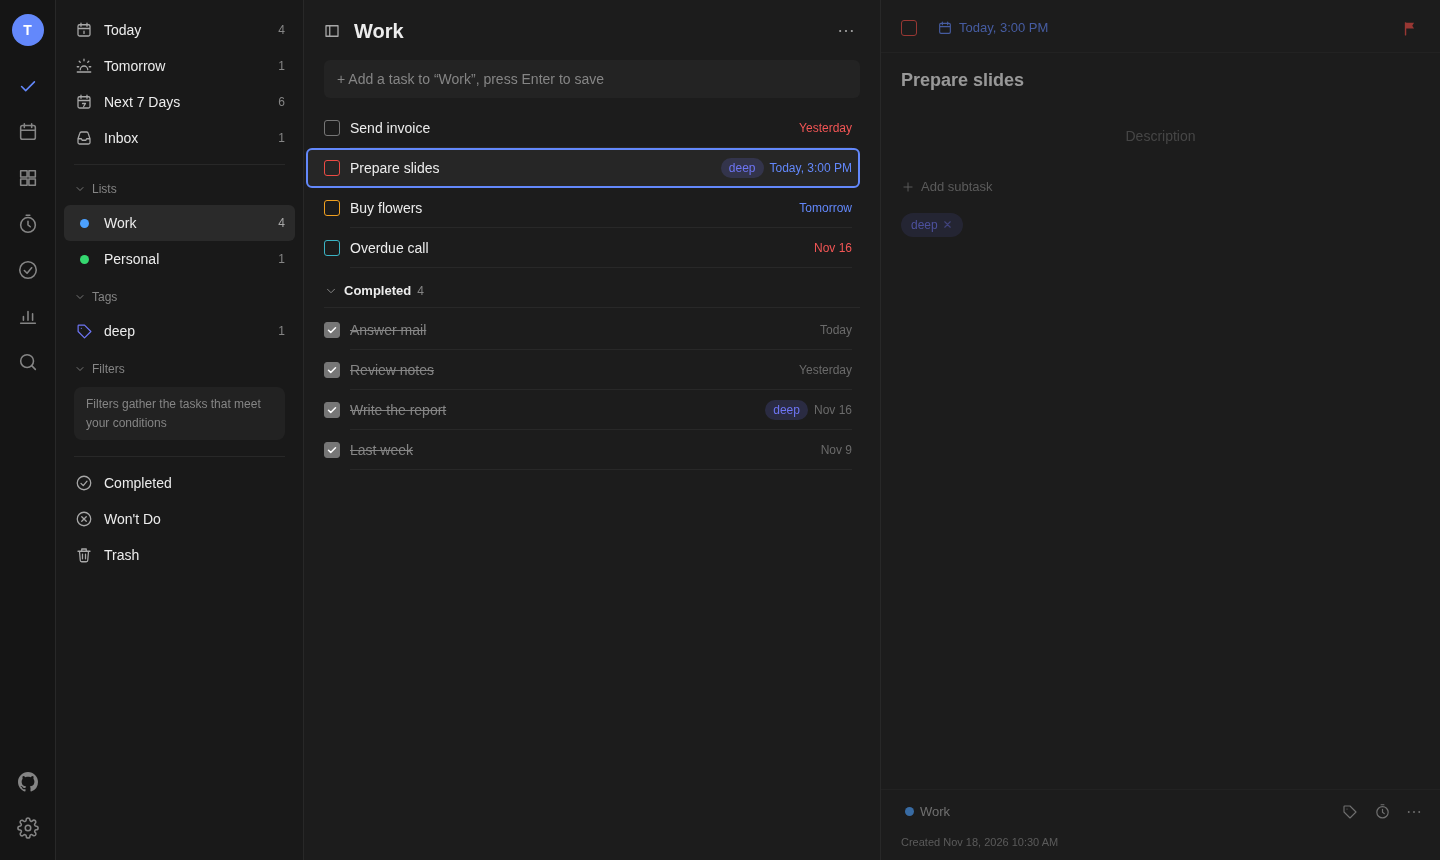 T
Today 4
Tomorrow 1
Next 7 Days 6
Inbox 1
Lists
Work 4
Personal 1
Tags
deep 1
Filters
Filters gather the tasks that meet
your conditions
Completed
Won't Do
Trash
Work
+ Add a task to “Work”, press Enter to save
Send invoice Yesterday
Prepare slides deep Today, 3:00 PM
Buy flowers Tomorrow
Overdue call Nov 16
Completed 4
Answer mail Today
Review notes Yesterday
Write the report deep Nov 16
Last week Nov 9
Today, 3:00 PM
Prepare slides
Description
Add subtask
deep
Work
Created Nov 18, 2026 10:30 AM